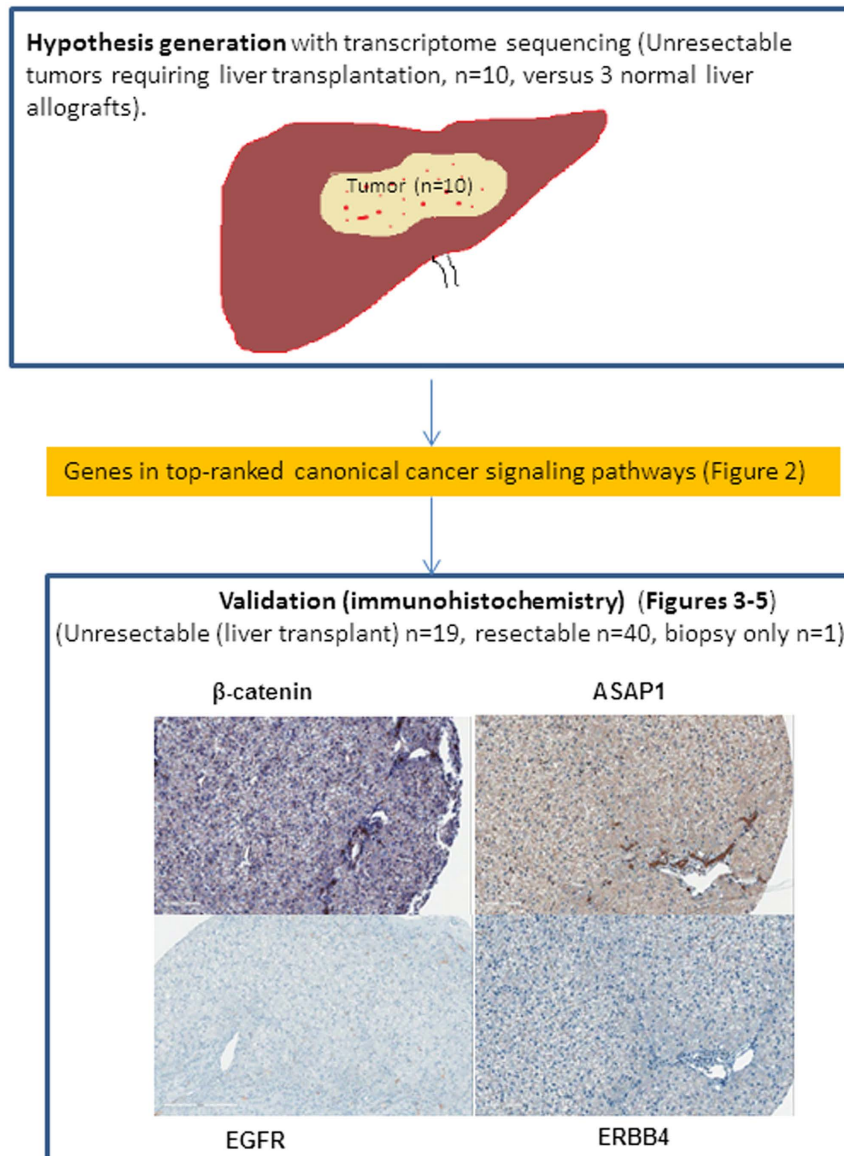 Hypothesis generation with transcriptome sequencing (Unresectable
tumors requiring liver transplantation, n=10, versus 3 normal liver
allografts).
Tumor (n=10)
Genes in top-ranked canonical cancer signaling pathways (Figure 2)
Validation (immunohistochemistry) (Figures 3-5)
(Unresectable (liver transplant) n=19, resectable n=40, biopsy only n=1)
β-catenin
ASAP1
EGFR
ERBB4